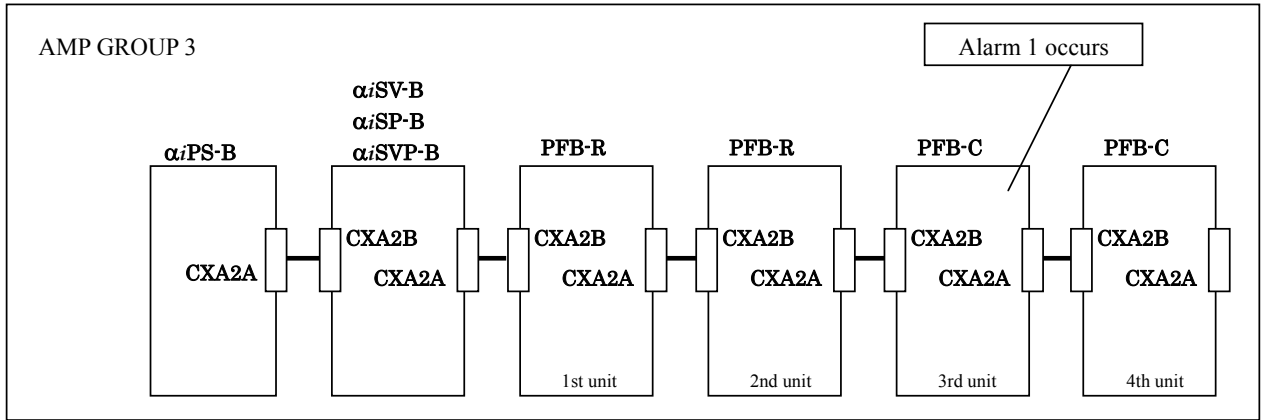 AMP GROUP 3
Alarm 1 occurs
αiSV-B
αiSP-B
αiPS-B
αiSVP-B
PFB-R
PFB-R
PFB-C
PFB-C
CXA2A
CXA2B
CXA2A
CXA2B
CXA2A
CXA2B
CXA2A
CXA2B
CXA2A
CXA2B
CXA2A
1st unit
2nd unit
3rd unit
4th unit